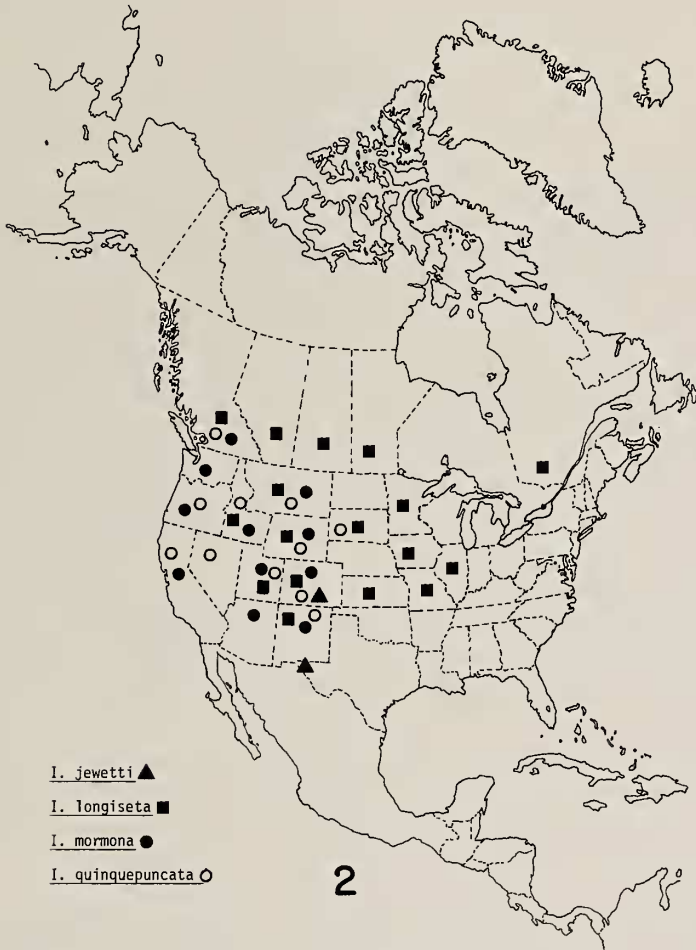 I. jewetti ▲
I. longiseta ■
I. mormona ●
I. quinquepuncata ○
2